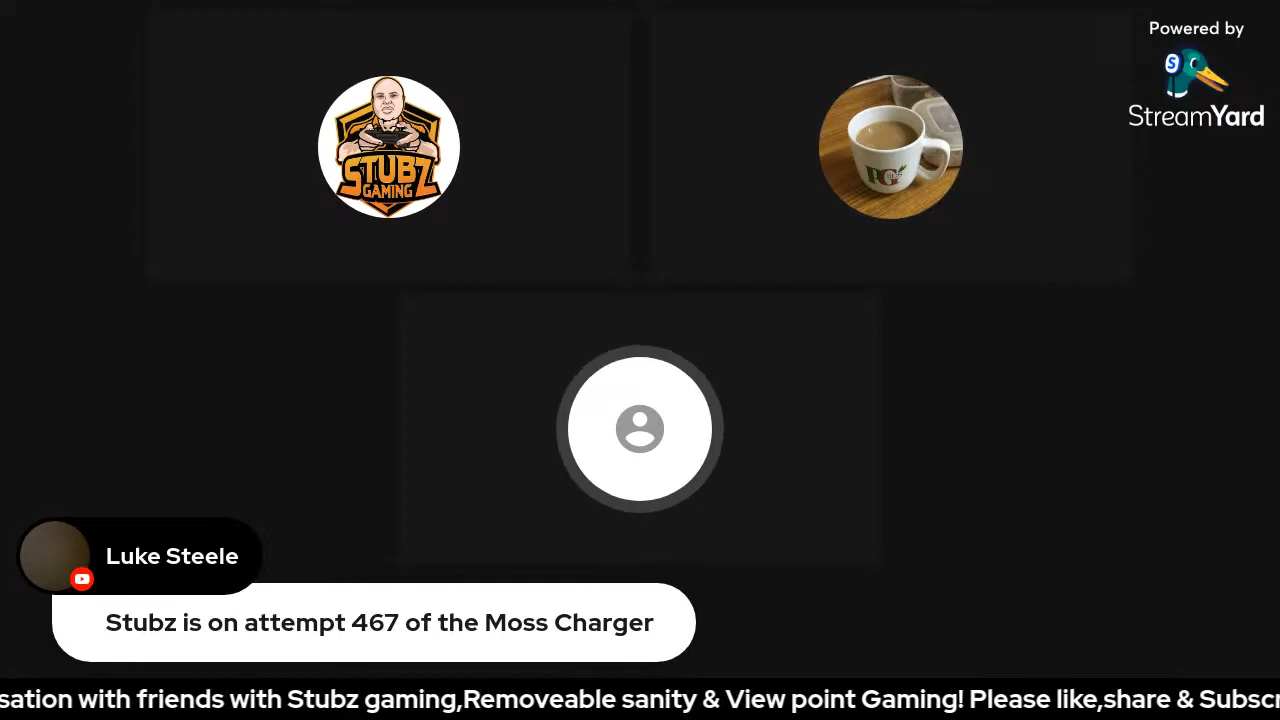 Powered by
StreamYard
STUBZ
GAMING
PG
Luke Steele
Stubz is on attempt 467 of the Moss Charger
sation with friends with Stubz gaming,Removeable sanity & View point Gaming! Please like,share & Subscr